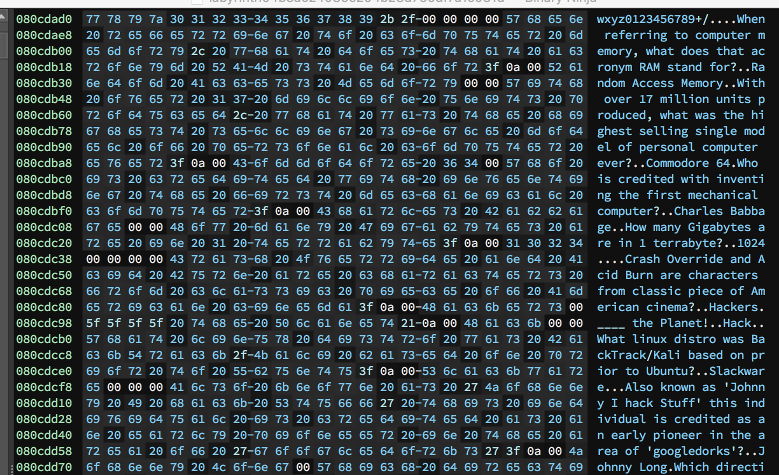 080cdad0 77 78 79 7a 30 31 32 33-34 35 36 37 38 39 2b 2f-00 00 00 00 57 68 65 6e wxyz0123456789+/....When
080cdae8 20 72 65 66 65 72 72 69-6e 67 20 74 6f 20 63 6f-6d 70 75 74 65 72 20 6d  referring to computer m
080cdb00 65 6d 6f 72 79 2c 20 77-68 61 74 20 64 6f 65 73-20 74 68 61 74 20 61 63 emory, what does that ac
080cdb18 72 6f 6e 79 6d 20 52 41-4d 20 73 74 61 6e 64 20-66 6f 72 3f 0a 00 52 61 ronym RAM stand for?..Ra
080cdb30 6e 64 6f 6d 20 41 63 63-65 73 73 20 4d 65 6d 6f-72 79 00 00 57 69 74 68 ndom Access Memory..With
080cdb48 20 6f 76 65 72 20 31 37-20 6d 69 6c 6c 69 6f 6e-20 75 6e 69 74 73 20 70  over 17 million units p
080cdb60 72 6f 64 75 63 65 64 2c-20 77 68 61 74 20 77 61-73 20 74 68 65 20 68 69 roduced, what was the hi
080cdb78 67 68 65 73 74 20 73 65-6c 6c 69 6e 67 20 73 69-6e 67 6c 65 20 6d 6f 64 ghest selling single mod
080cdb90 65 6c 20 6f 66 20 70 65-72 73 6f 6e 61 6c 20 63-6f 6d 70 75 74 65 72 20 el of personal computer 
080cdba8 65 76 65 72 3f 0a 00 43-6f 6d 6d 6f 64 6f 72 65-20 36 34 00 57 68 6f 20 ever?..Commodore 64.Who 
080cdbc0 69 73 20 63 72 65 64 69-74 65 64 20 77 69 74 68-20 69 6e 76 65 6e 74 69 is credited with inventi
080cdbd8 6e 67 20 74 68 65 20 66-69 72 73 74 20 6d 65 63-68 61 6e 69 63 61 6c 20 ng the first mechanical 
080cdbf0 63 6f 6d 70 75 74 65 72-3f 0a 00 43 68 61 72 6c-65 73 20 42 61 62 62 61 computer?..Charles Babba
080cdc08 67 65 00 00 48 6f 77 20-6d 61 6e 79 20 47 69 67-61 62 79 74 65 73 20 61 ge..How many Gigabytes a
080cdc20 72 65 20 69 6e 20 31 20-74 65 72 72 61 62 79 74-65 3f 0a 00 31 30 32 34 re in 1 terrabyte?..1024
080cdc38 00 00 00 00 43 72 61 73-68 20 4f 76 65 72 72 69-64 65 20 61 6e 64 20 41 ....Crash Override and A
080cdc50 63 69 64 20 42 75 72 6e-20 61 72 65 20 63 68 61-72 61 63 74 65 72 73 20 cid Burn are characters 
080cdc68 66 72 6f 6d 20 63 6c 61-73 73 69 63 20 70 69 65-63 65 20 6f 66 20 41 6d from classic piece of Am
080cdc80 65 72 69 63 61 6e 20 63-69 6e 65 6d 61 3f 0a 00-48 61 63 6b 65 72 73 00 erican cinema?..Hackers.
080cdc98 5f 5f 5f 5f 20 74 68 65-20 50 6c 61 6e 65 74 21-0a 00 48 61 63 6b 00 00 ____ the Planet!..Hack..
080cdcb0 57 68 61 74 20 6c 69 6e-75 78 20 64 69 73 74 72-6f 20 77 61 73 20 42 61 What linux distro was Ba
080cdcc8 63 6b 54 72 61 63 6b 2f-4b 61 6c 69 20 62 61 73-65 64 20 6f 6e 20 70 72 ckTrack/Kali based on pr
080cdce0 69 6f 72 20 74 6f 20 55-62 75 6e 74 75 3f 0a 00-53 6c 61 63 6b 77 61 72 ior to Ubuntu?..Slackwar
080cdcf8 65 00 00 00 41 6c 73 6f-20 6b 6e 6f 77 6e 20 61-73 20 27 4a 6f 68 6e 6e e...Also known as 'Johnn
080cdd10 79 20 49 20 68 61 63 6b-20 53 74 75 66 66 27 20-74 68 69 73 20 69 6e 64 y I hack Stuff' this ind
080cdd28 69 76 69 64 75 61 6c 20-69 73 20 63 72 65 64 69-74 65 64 20 61 73 20 61 ividual is credited as a
080cdd40 6e 20 65 61 72 6c 79 20-70 69 6f 6e 65 65 72 20-69 6e 20 74 68 65 20 61 n early pioneer in the a
080cdd58 72 65 61 20 6f 66 20 27-67 6f 6f 67 6c 65 64 6f-72 6b 73 27 3f 0a 00 4a rea of 'googledorks'?..J
080cdd70 6f 68 6e 6e 79 20 4c 6f-6e 67 00 57 68 69 63 68-20 64 69 72 65 63 74 69 ohnny Long.Which directi